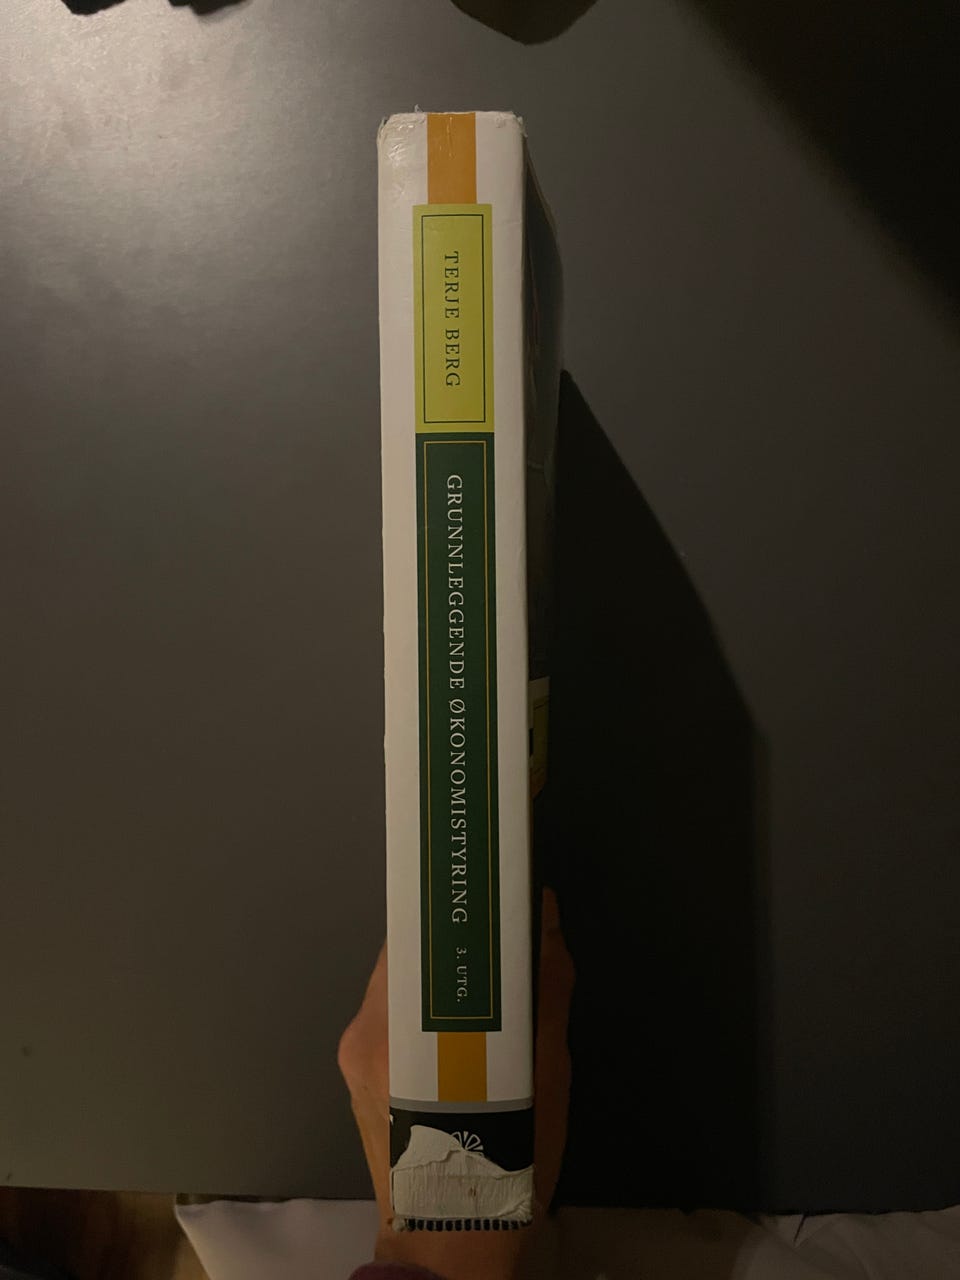 TERJE BERG
GRUNNLEGGENDE ØKONOMISTYRING 3. UTG.